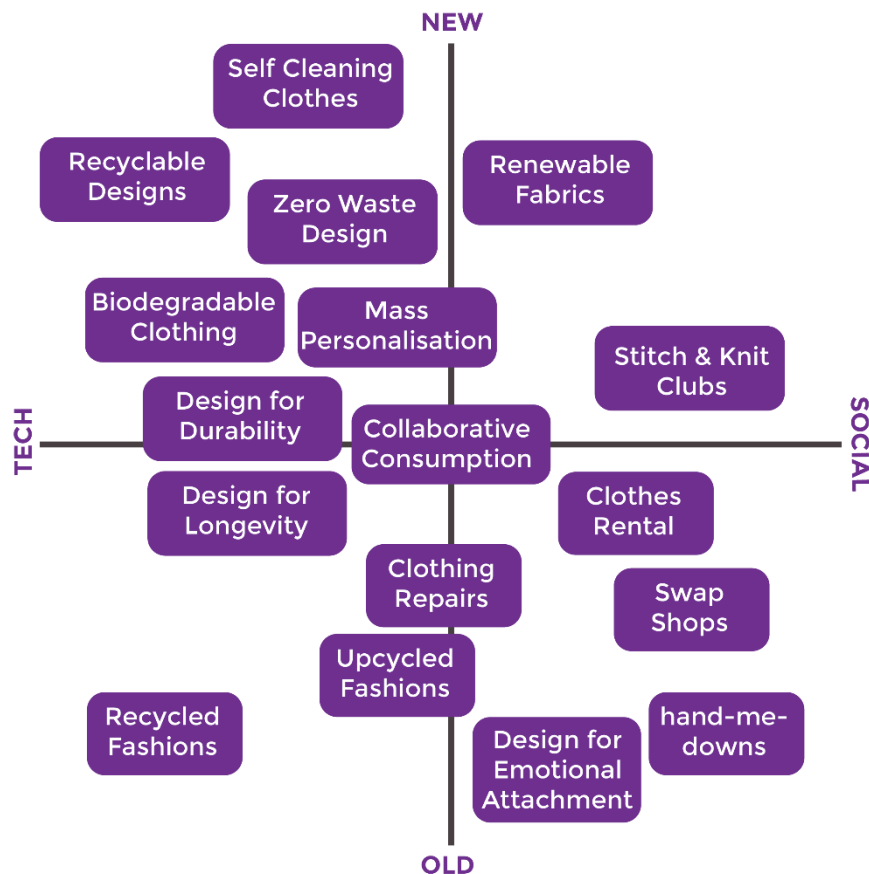 NEW
Self Cleaning
Clothes
Recyclable
Designs
Renewable
Fabrics
Zero Waste
Design
Biodegradable
Clothing
Mass
Personalisation
Stitch & Knit
Clubs
Design for
Durability
Collaborative
Consumption
TECH
SOCIAL
Design for
Longevity
Clothes
Rental
Clothing
Repairs
Swap
Shops
Upcycled
Fashions
Recycled
Fashions
hand-me-
downs
Design for
Emotional
Attachment
OLD